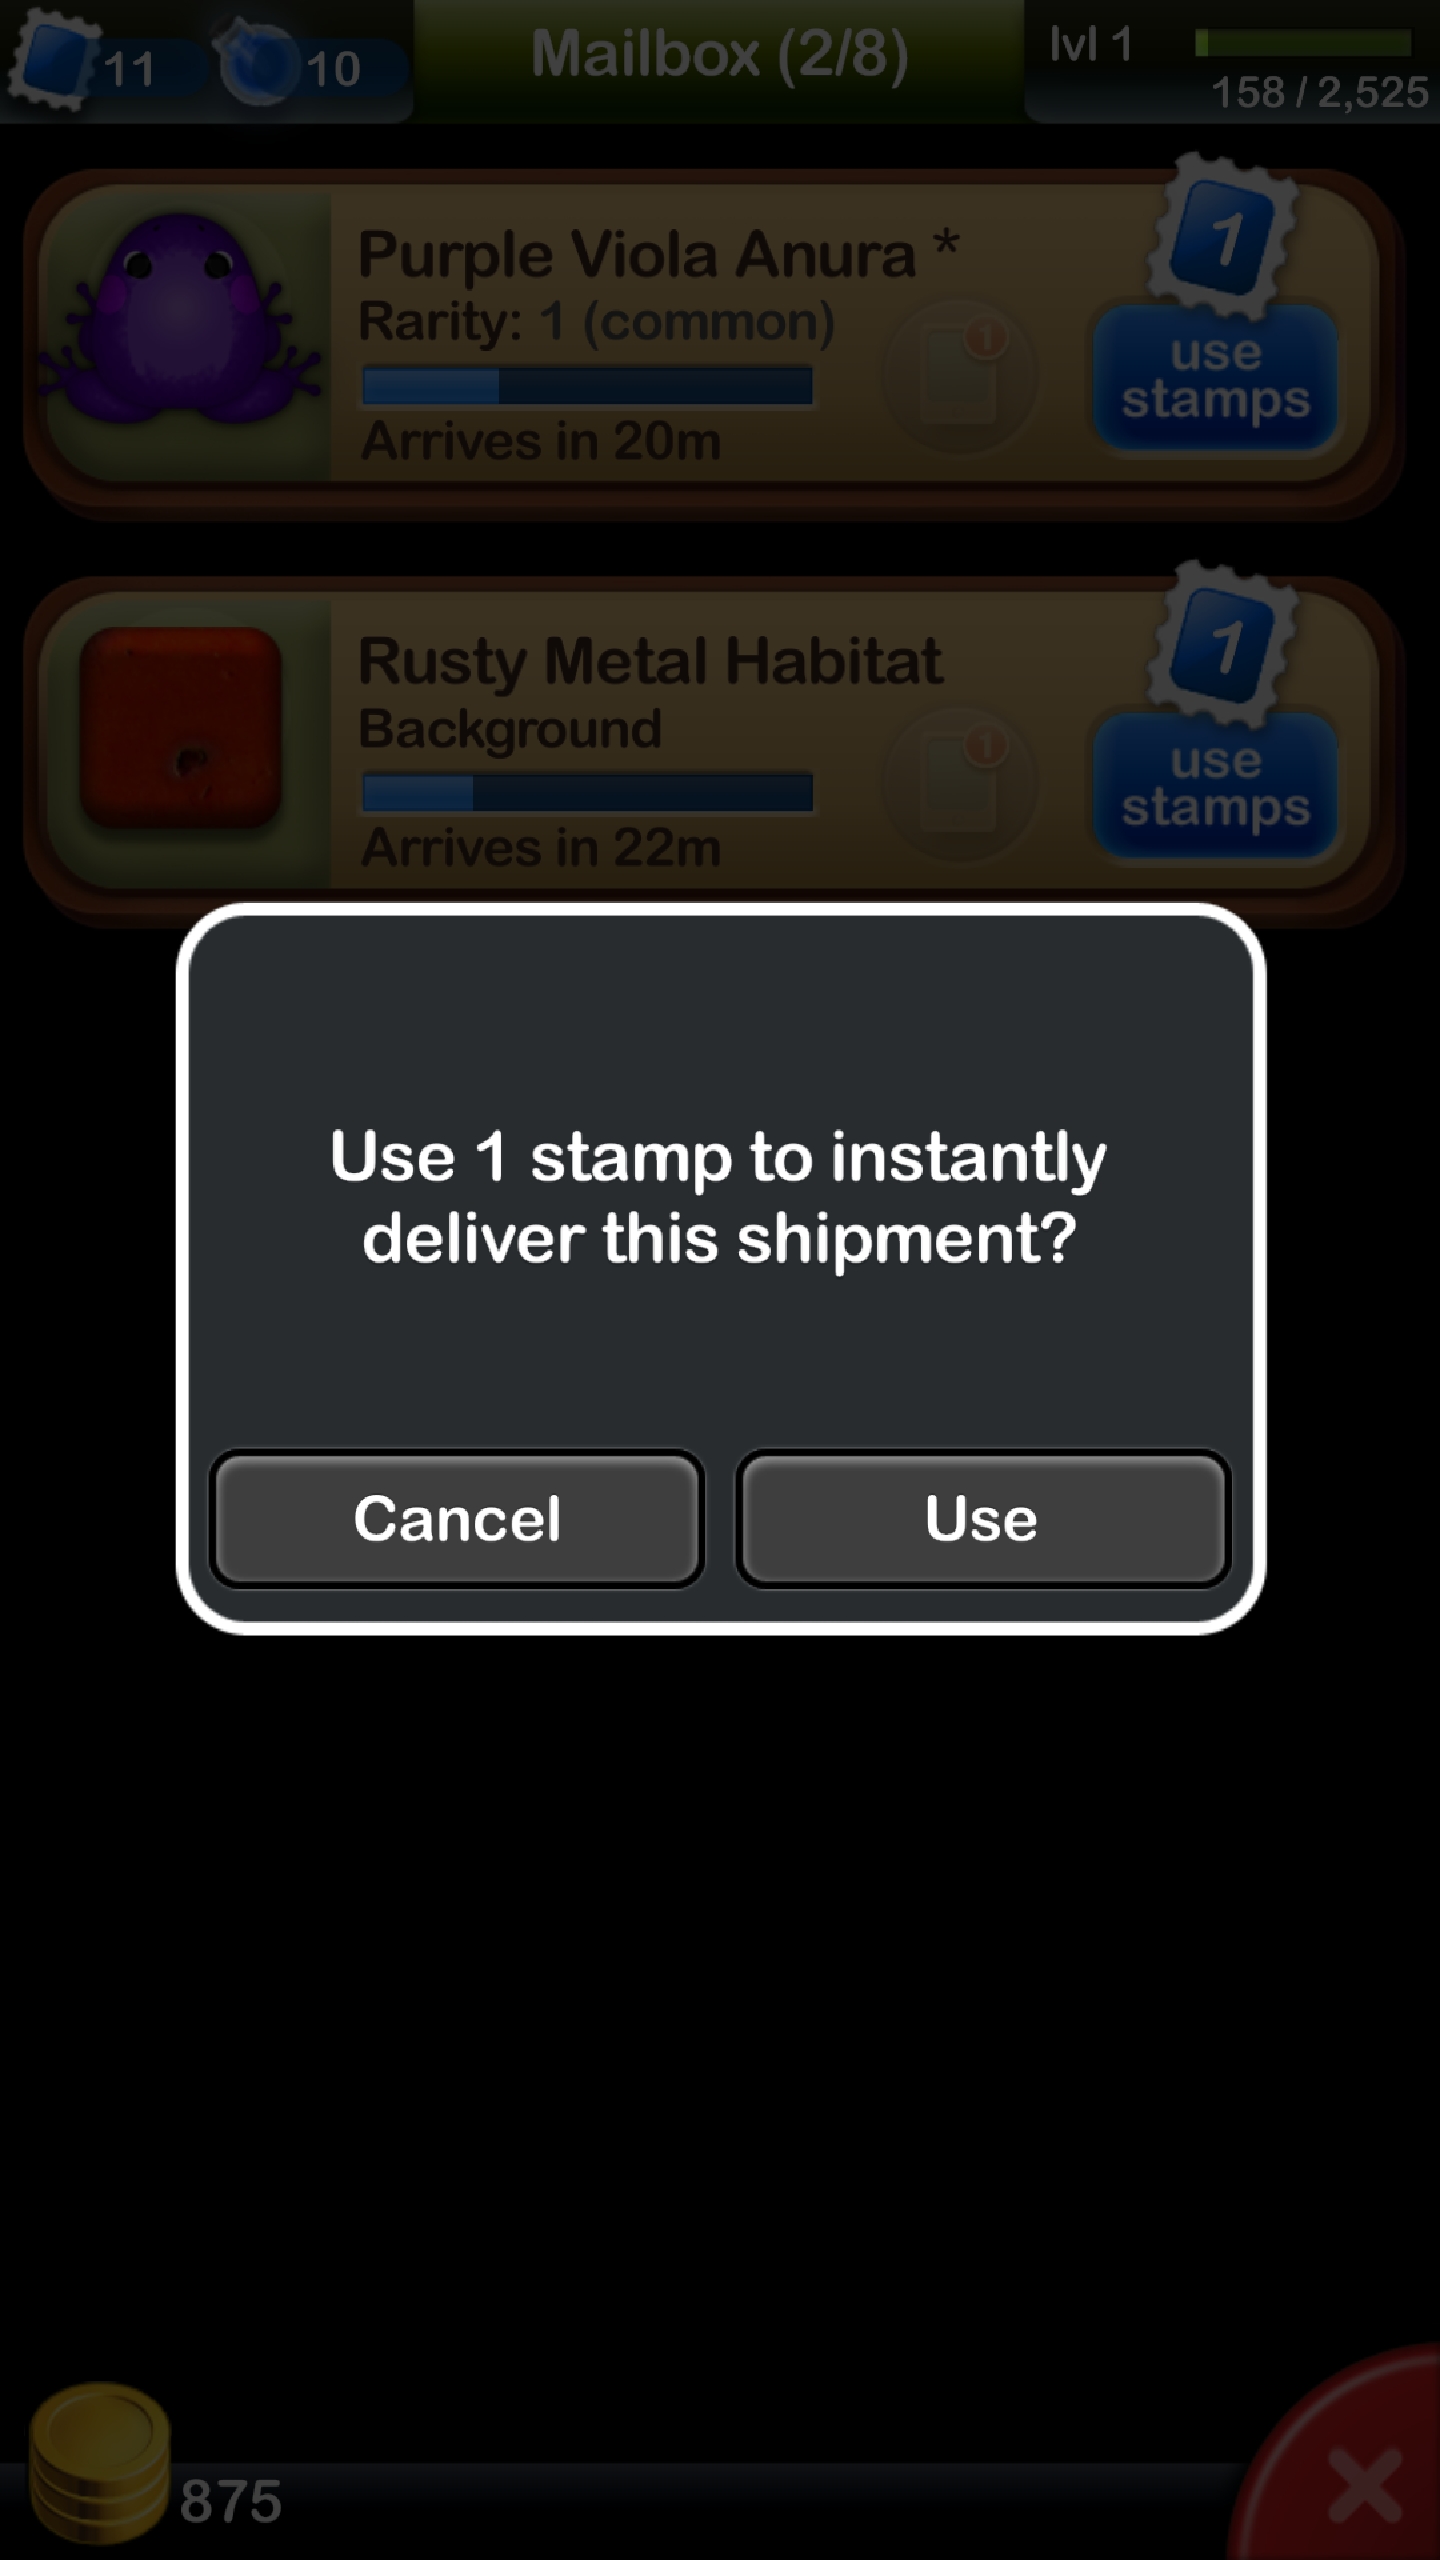 11
10
Mailbox (2/8)
lvl 1
158 / 2,525
Purple Viola Anura *
Rarity: 1 (common)
Arrives in 20m
1
1
use
stamps
Rusty Metal Habitat
Background
Arrives in 22m
1
1
use
stamps
Use 1 stamp to instantly
deliver this shipment?
Cancel
Use
875